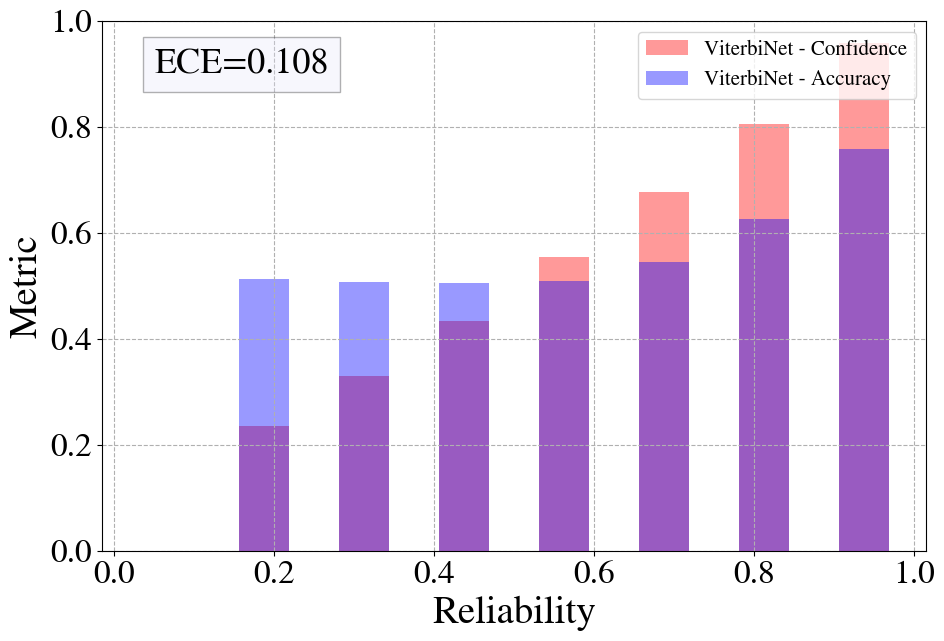 1.0
0.8
0.6
0.4
0.2
0.0
Metric
ECE=0.108
ViterbiNet - Confidence
ViterbiNet - Accuracy
0.0 0.2 0.4 0.6 0.8 1.0
Reliability